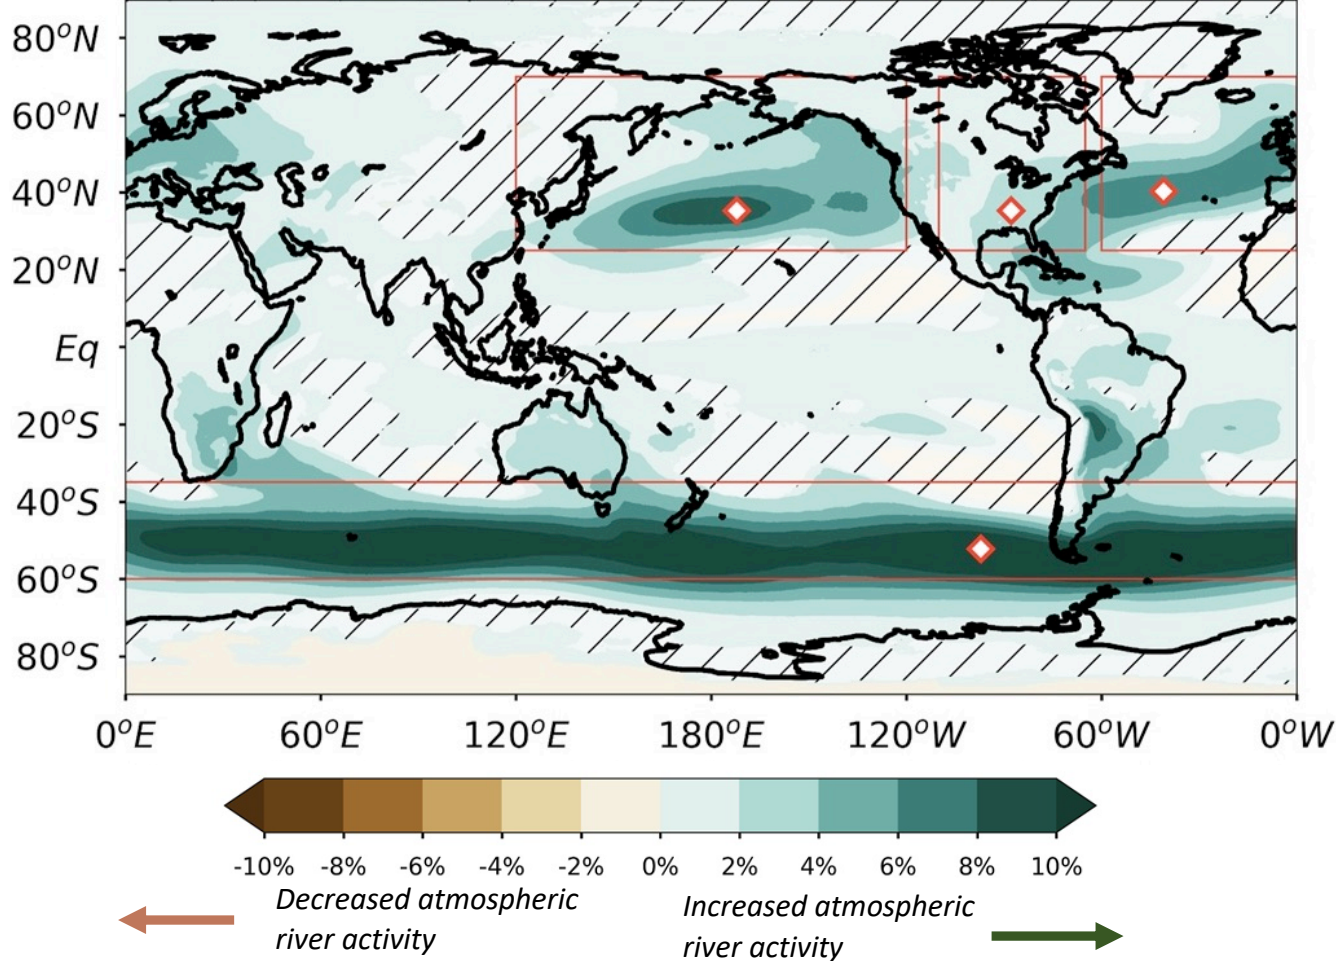 80°N
60°N
40°N
20°N
Eq
20°S
40°S
60°S
80°S
0°E 60°E 120°E 180°E 120°W 60°W 0°W
-10% -8% -6% -4% -2% 0% 2% 4% 6% 8% 10%
Decreased atmospheric
river activity
Increased atmospheric
river activity